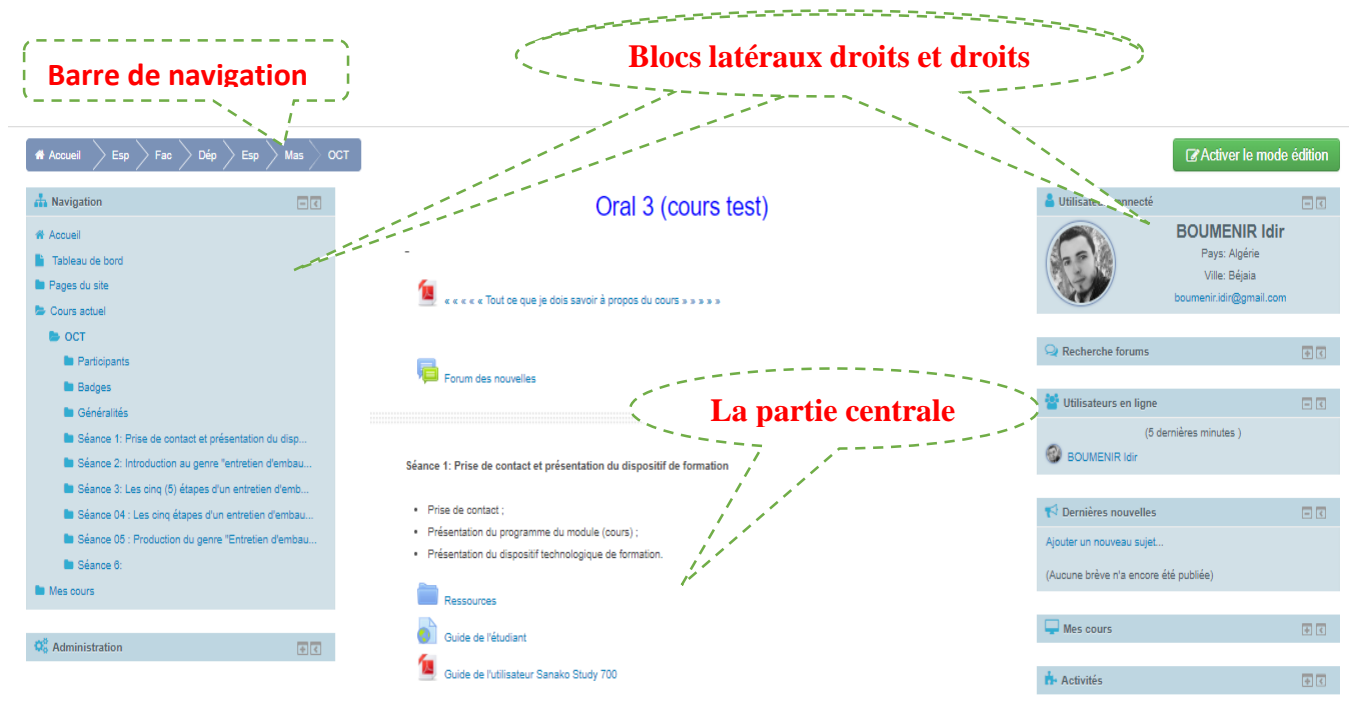 Barre de navigation
Blocs latéraux droits et droits
Accueil
Esp
Fac
Dép
Esp
Mas
OCT
Activer le mode édition
Navigation
Accueil
Tableau de bord
Pages du site
Cours actuel
OCT
Participants
Badges
Généralités
Séance 1: Prise de contact et présentation du disp...
Séance 2: Introduction au genre "entretien d'embau...
Séance 3: Les cinq (5) étapes d'un entretien d'emb...
Séance 04 : Les cinq étapes d'un entretien d'embau...
Séance 05 : Production du genre "Entretien d'embau...
Séance 6:
Mes cours
Administration
Oral 3 (cours test)
-
« « « « « Tout ce que je dois savoir à propos du cours » » » » »
Forum des nouvelles
La partie centrale
Séance 1: Prise de contact et présentation du dispositif de formation
• Prise de contact ;
• Présentation du programme du module (cours) ;
• Présentation du dispositif technologique de formation.
Ressources
Guide de l'étudiant
Guide de l'utilisateur Sanako Study 700
Utilisateur connecté
BOUMENIR Idir
Pays: Algérie
Ville: Béjaia
boumenir.idir@gmail.com
Recherche forums
Utilisateurs en ligne
(5 dernières minutes )
BOUMENIR Idir
Dernières nouvelles
Ajouter un nouveau sujet...
(Aucune brève n'a encore été publiée)
Mes cours
Activités